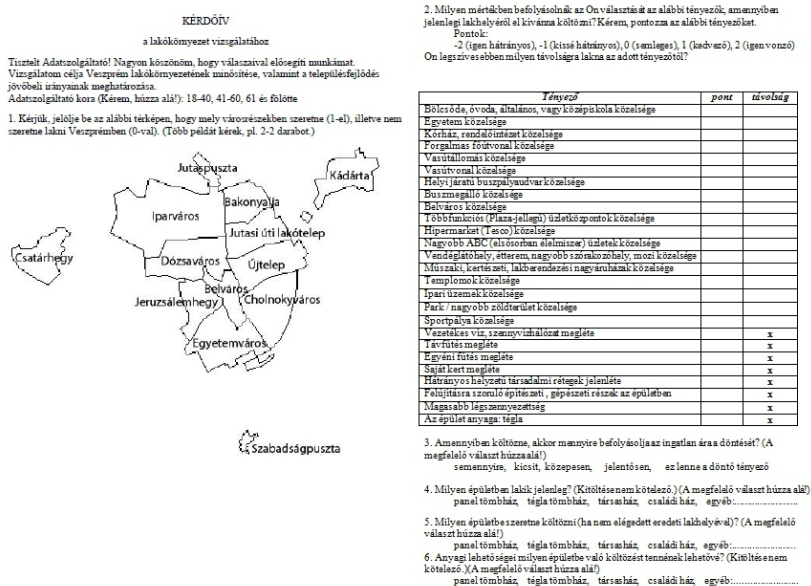 KÉRDŐÍV
a lakókörnyezet vizsgálatához
Tisztelt Adatszolgáltató! Nagyon köszönöm, hogy válaszaival elősegíti munkámat.
Vizsgálatom célja Veszprém lakókörnyezetének minősítése, valamint a településfejlődés
jövőbeli irányainak meghatározása.
Adatszolgáltató kora (Kérem, húzza alá!): 18-40, 41-60, 61 és fölötte
1. Kérjük, jelölje be az alábbi térképen, hogy mely városrészekben szeretne (1-el), illetve nem
szeretne lakni Veszprémben (0-val). (Több példát kérek, pl. 2-2 darabot.)
Jutaspuszta
Kádárta
Bakonyalja
Iparváros
Jutasi úti lakótelep
Csatárhegy
Dózsaváros
Újtelep
Belváros
Jeruzsálemhegy
Cholnokyváros
Egyetemváros
Szabadságpuszta
2. Milyen mértékben befolyásolnák az Ön választását az alábbi tényezők, amennyiben
jelenlegi lakhelyéről el kívánna költözni? Kérem, pontozza az alábbi tényezőket.
Pontok:
-2 (igen hátrányos), -1 (kissé hátrányos), 0 (semleges), 1 (kedvező), 2 (igen vonzó)
Ön legszívesebben milyen távolságra lakna az adott tényezőtől?
Tényező pont távolság
Bölcsőde, óvoda, általános, vagy középiskola közelsége
Egyetem közelsége
Kórház, rendelőintézet közelsége
Forgalmas főútvonal közelsége
Vasútállomás közelsége
Vasútvonal közelsége
Helyi járatú buszpályaudvar közelsége
Buszmegálló közelsége
Belváros közelsége
Többfunkciós (Plaza-jellegű) üzletközpontok közelsége
Hipermarket (Tesco) közelsége
Nagyobb ABC (elsősorban élelmiszer) üzletek közelsége
Vendéglátóhely, étterem, nagyobb szórakozóhely, mozi közelsége
Műszaki, kertészeti, lakberendezési nagyáruházak közelsége
Templomok közelsége
Ipari üzemek közelsége
Park / nagyobb zöldterület közelsége
Sportpálya közelsége
Vezetékes víz, szennyvízhálózat megléte x
Távfűtés megléte x
Egyéni fűtés megléte x
Saját kert megléte x
Hátrányos helyzetű társadalmi rétegek jelenléte x
Felújításra szoruló építészeti, gépészeti részek az épületben x
Magasabb légszennyezettség x
Az épület anyaga: tégla x
3. Amennyiben költözne, akkor mennyire befolyásolja az ingatlan ára a döntését? (A
megfelelő választ húzza alá!)
semennyire, kicsit, közepesen, jelentősen, ez lenne a döntő tényező
4. Milyen épületben lakik jelenleg? (Kitöltése nem kötelező.) (A megfelelő választ húzza alá!)
panel tömbház, tégla tömbház, társasház, családi ház, egyéb:..........................
5. Milyen épületbe szeretne költözni (ha nem elégedett eredeti lakhelyével)? (A megfelelő
választ húzza alá!)
panel tömbház, tégla tömbház, társasház, családi ház, egyéb:..........................
6. Anyagi lehetőségei milyen épületbe való költözést tennének lehetővé? (Kitöltése nem
kötelező.)(A megfelelő választ húzza alá!)
panel tömbház, tégla tömbház, társasház, családi ház, egyéb:..........................